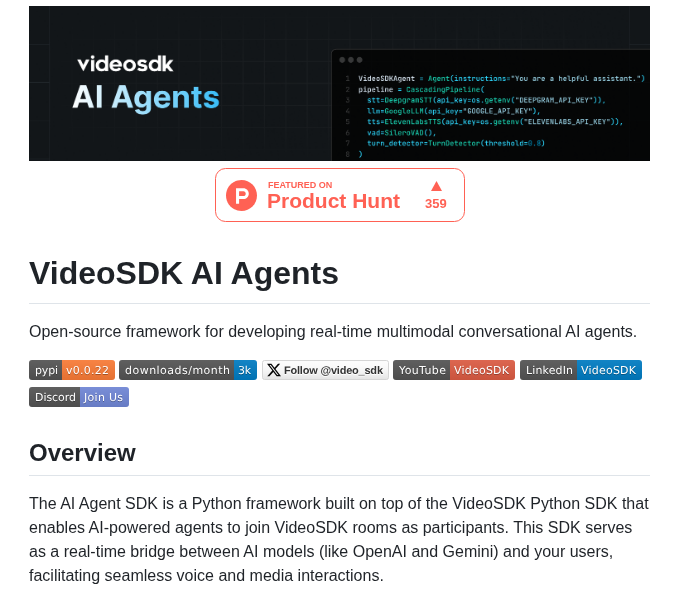 videosdk
AI Agents
1 VideoSDKAgent = Agent(instructions="You are a helpful assistant.")
2 pipeline = CascadingPipeline(
3 stt=DeepgramSTT(api_key=os.getenv("DEEPGRAM_API_KEY")),
4 llm=GoogleLLM(api_key="GOOGLE_API_KEY"),
5 tts=ElevenLabsTTS(api_key=os.getenv("ELEVENLABS_API_KEY")),
6 vad=SileroVAD(),
7 turn_detector=TurnDetector(threshold=0.8)
8 )
FEATURED ON
Product Hunt
359
VideoSDK AI Agents
Open-source framework for developing real-time multimodal conversational AI agents.
pypi v0.0.22 downloads/month 3k Follow @video_sdk YouTube VideoSDK LinkedIn VideoSDK
Discord Join Us
Overview
The AI Agent SDK is a Python framework built on top of the VideoSDK Python SDK that
enables AI-powered agents to join VideoSDK rooms as participants. This SDK serves
as a real-time bridge between AI models (like OpenAI and Gemini) and your users,
facilitating seamless voice and media interactions.